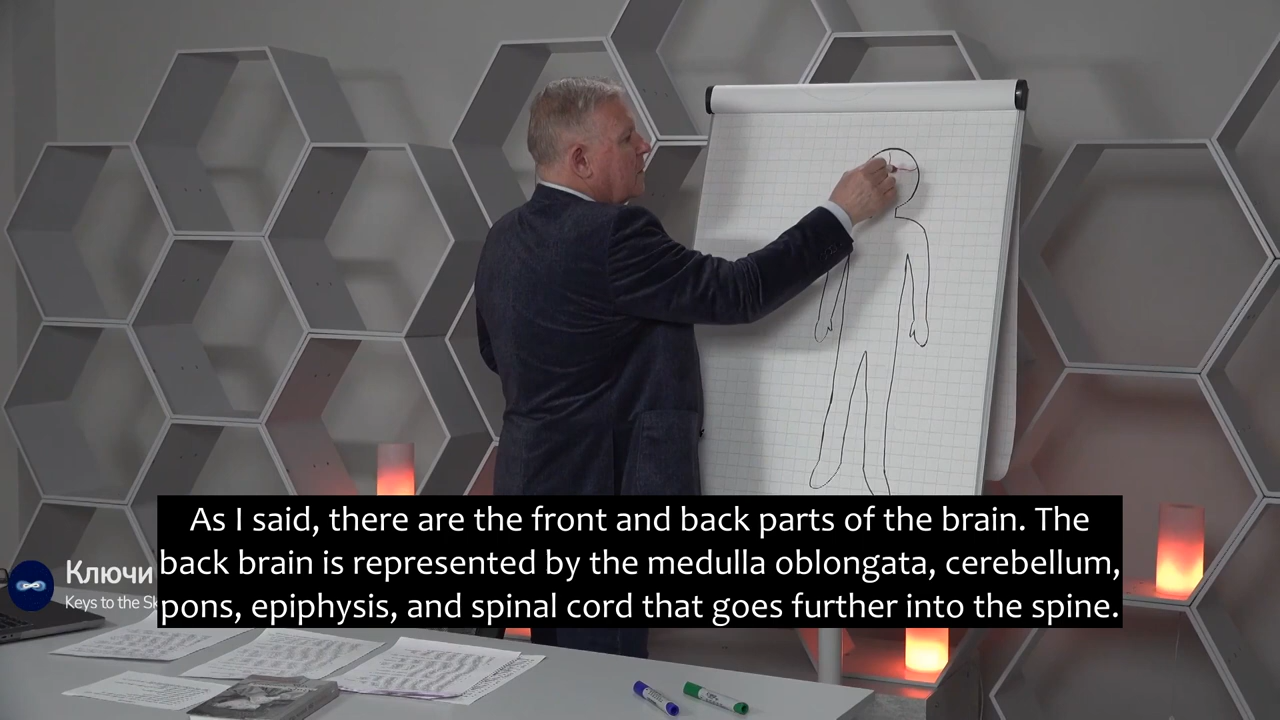 As I said, there are the front and back parts of the brain. The
back brain is represented by the medulla oblongata, cerebellum,
pons, epiphysis, and spinal cord that goes further into the spine.
Ключи
Keys to the